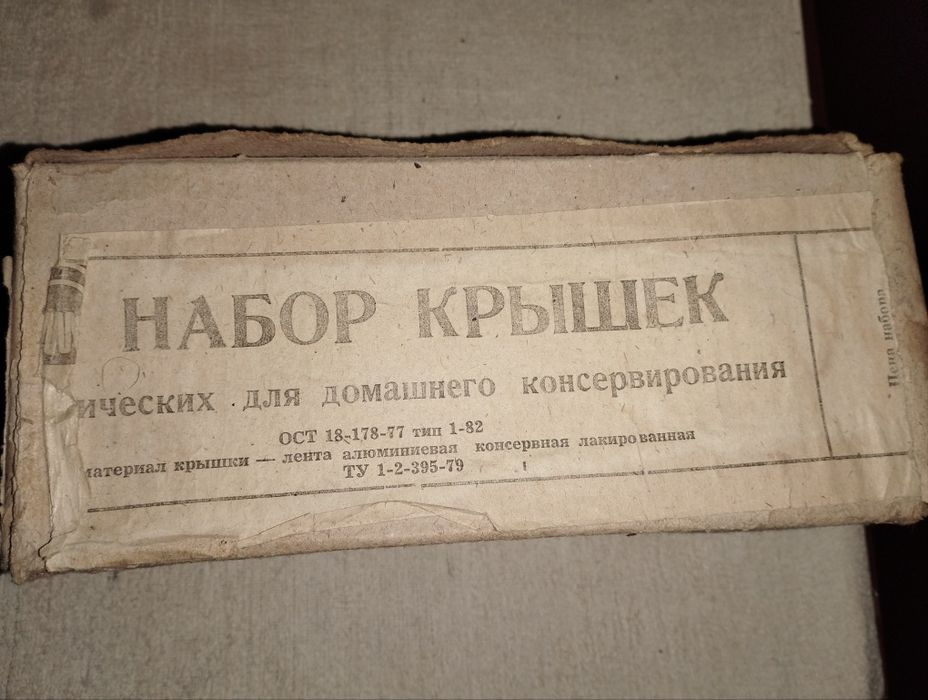 НАБОР КРЫШЕК
ических для домашнего консервирования
ОСТ 18-178-77 тип 1-82
материал крышки — лента алюминиевая консервная лакированная
ТУ 1-2-395-79
Цена набора